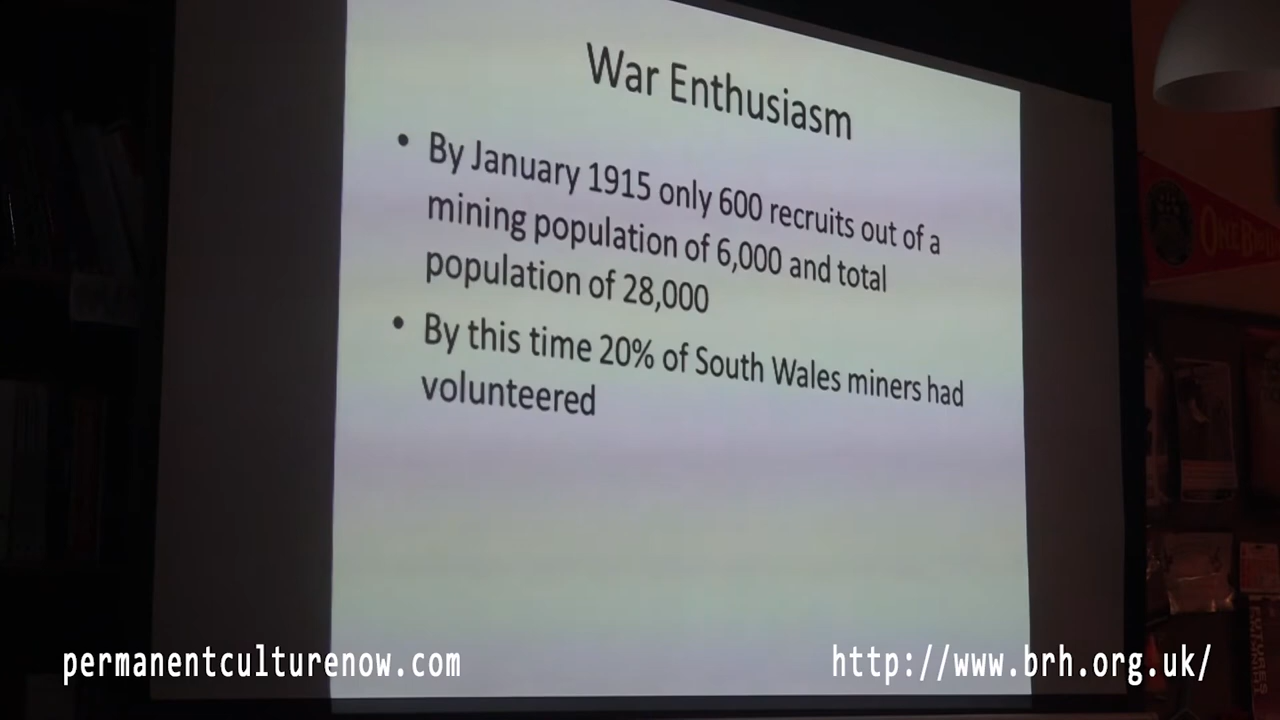 War Enthusiasm
• By January 1915 only 600 recruits out of a
mining population of 6,000 and total
population of 28,000
• By this time 20% of South Wales miners had
volunteered
permanentculturenow.com
http://www.brh.org.uk/